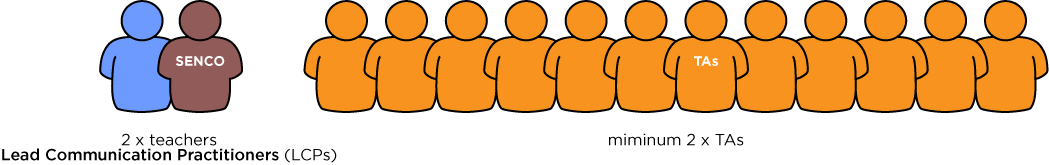 SENCO
TAs
2 x teachers
miminum 2 x TAs
Lead Communication Practitioners (LCPs)